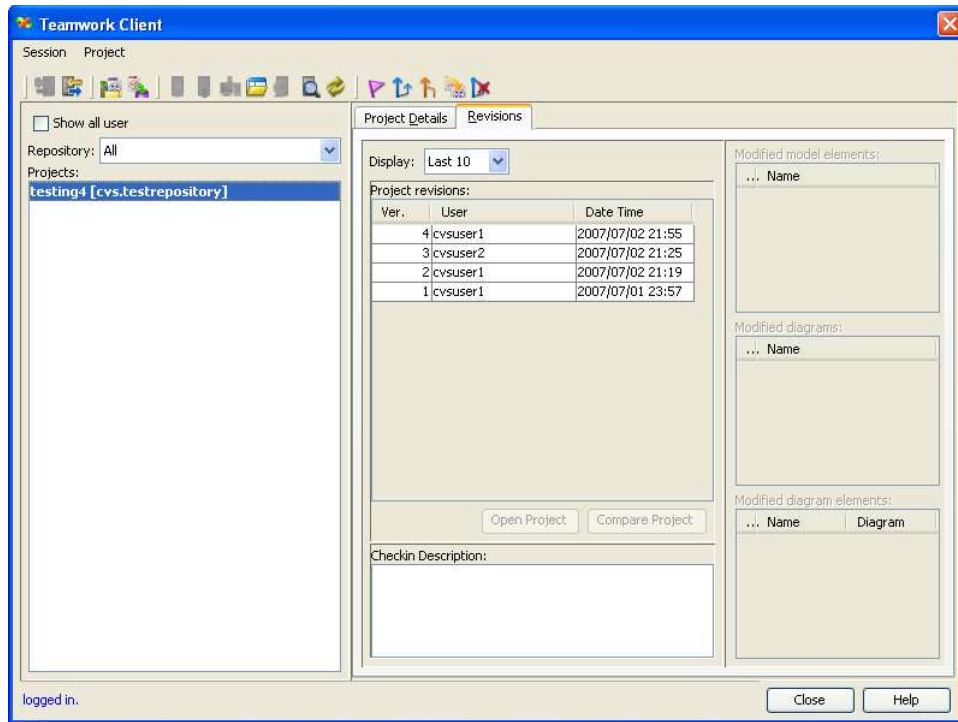 Teamwork Client
Session Project
Show all user
Repository: All
Projects:
testing4 [cvs.testrepository]
Project Details Revisions
Display: Last 10
Project revisions:
Ver. User Date Time
4 cvsuser1 2007/07/02 21:55
3 cvsuser2 2007/07/02 21:25
2 cvsuser1 2007/07/02 21:19
1 cvsuser1 2007/07/01 23:57
Open Project Compare Project
Checkin Description:
Modified model elements:
... Name
Modified diagrams:
... Name
Modified diagram elements:
... Name Diagram
logged in.
Close Help